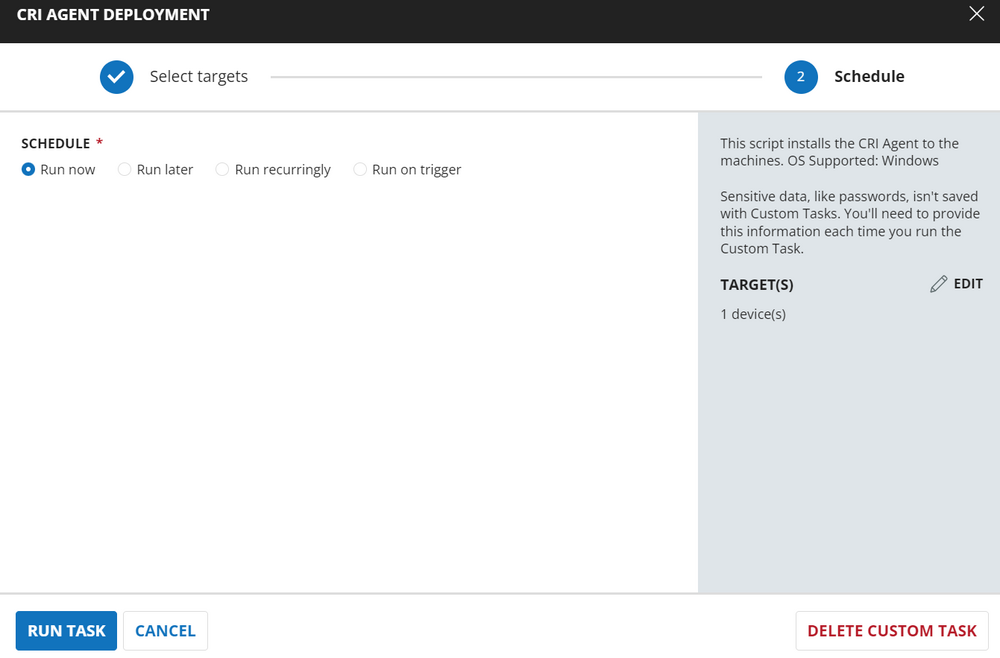 CRI AGENT DEPLOYMENT
Select targets
2 Schedule
SCHEDULE *
Run now Run later Run recurringly Run on trigger
This script installs the CRI Agent to the
machines. OS Supported: Windows
Sensitive data, like passwords, isn't saved
with Custom Tasks. You'll need to provide
this information each time you run the
Custom Task.
TARGET(S) EDIT
1 device(s)
RUN TASK CANCEL DELETE CUSTOM TASK